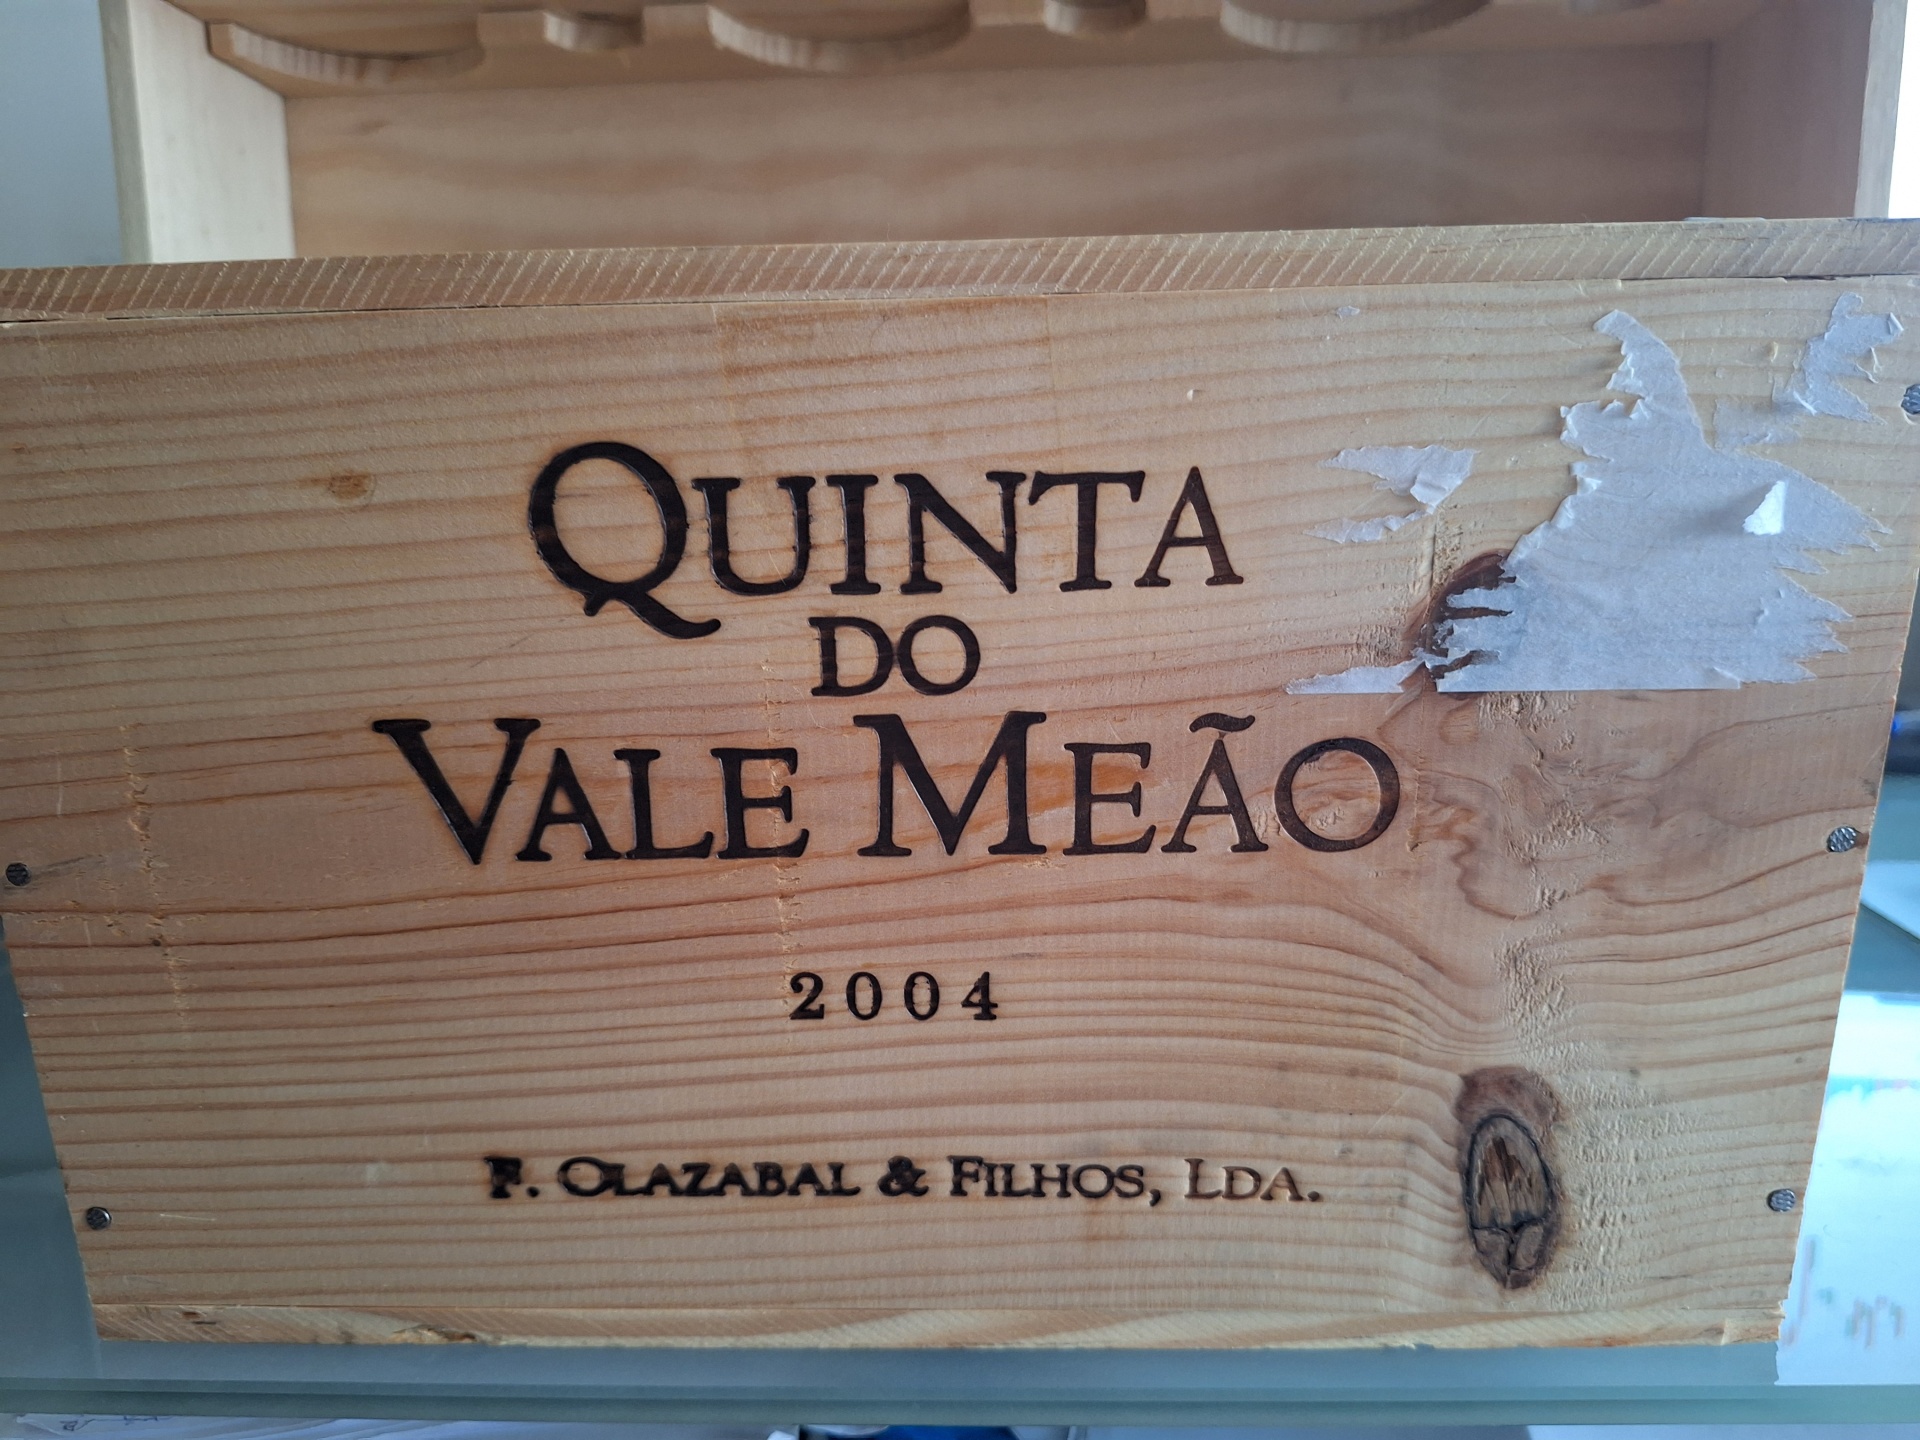 QUINTA
DO
VALE MEÃO
2004
F. OLAZABAL & FILHOS, LDA.